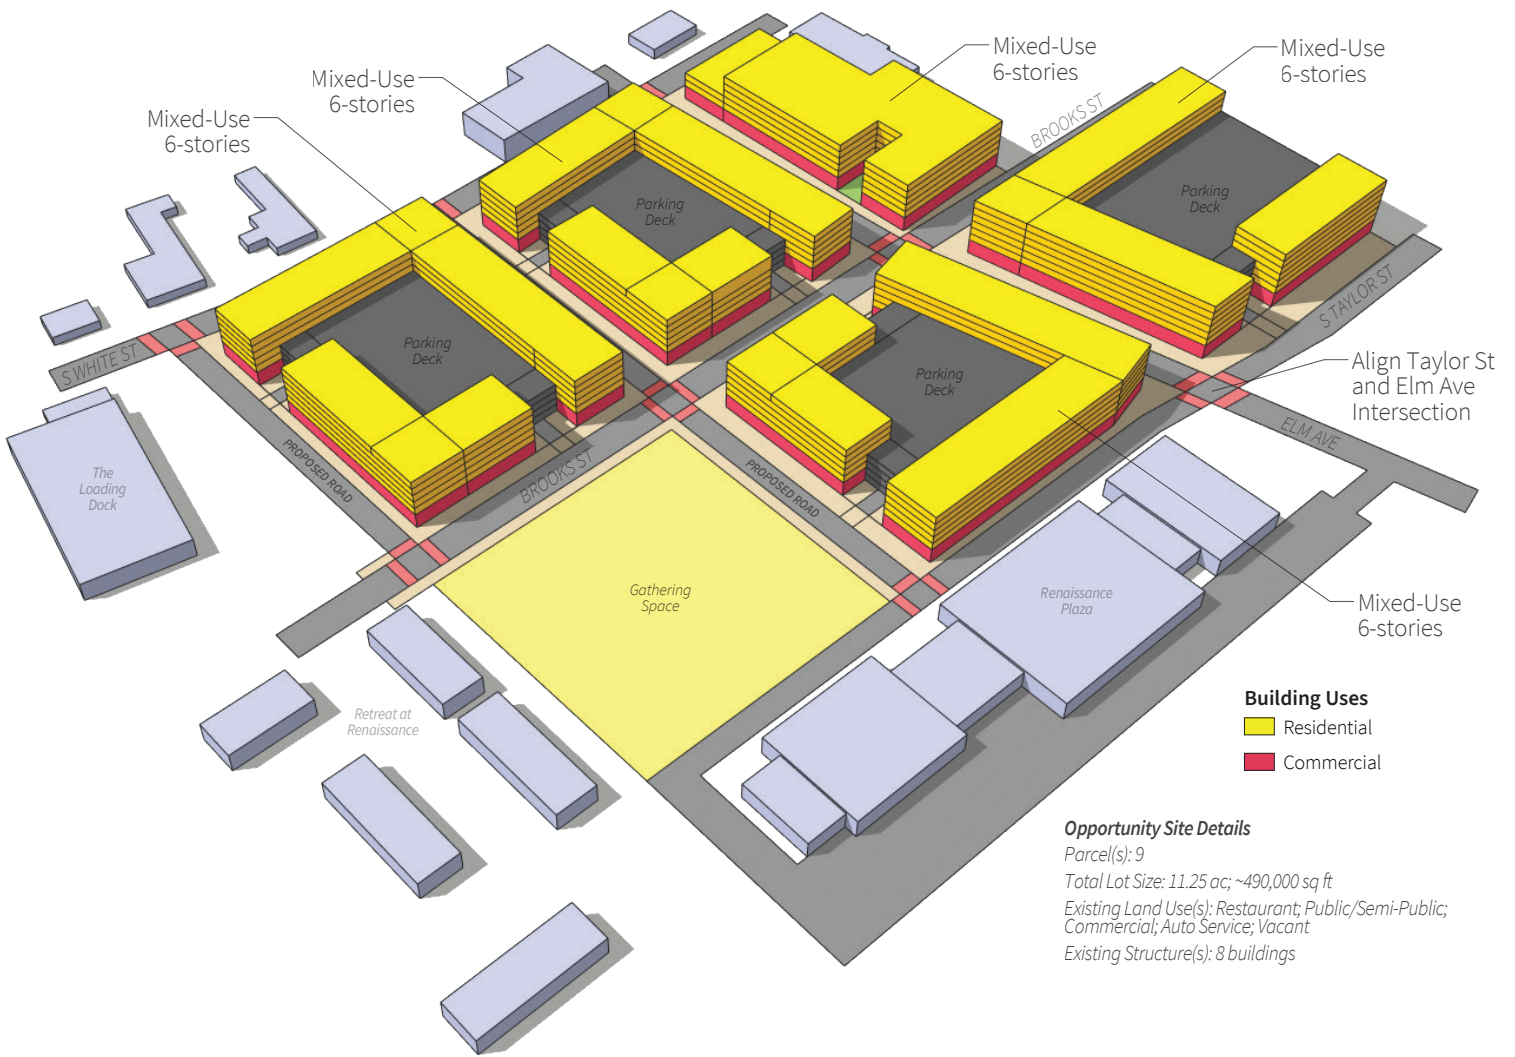 Mixed-Use
6-stories
Mixed-Use
6-stories
Mixed-Use
6-stories
Mixed-Use
6-stories
BROOKS ST
Parking
Deck
Parking
Deck
Parking
Deck
Parking
Deck
S WHITE ST
S TAYLOR ST
Align Taylor St
and Elm Ave
Intersection
ELM AVE
PROPOSED ROAD
BROOKS ST
PROPOSED ROAD
The
Loading
Dock
Gathering
Space
Renaissance
Plaza
Mixed-Use
6-stories
Retreat at
Renaissance
Building Uses
Residential
Commercial
Opportunity Site Details
Parcel(s): 9
Total Lot Size: 11.25 ac; ~490,000 sq ft
Existing Land Use(s): Restaurant; Public/Semi-Public;
Commercial; Auto Service; Vacant
Existing Structure(s): 8 buildings